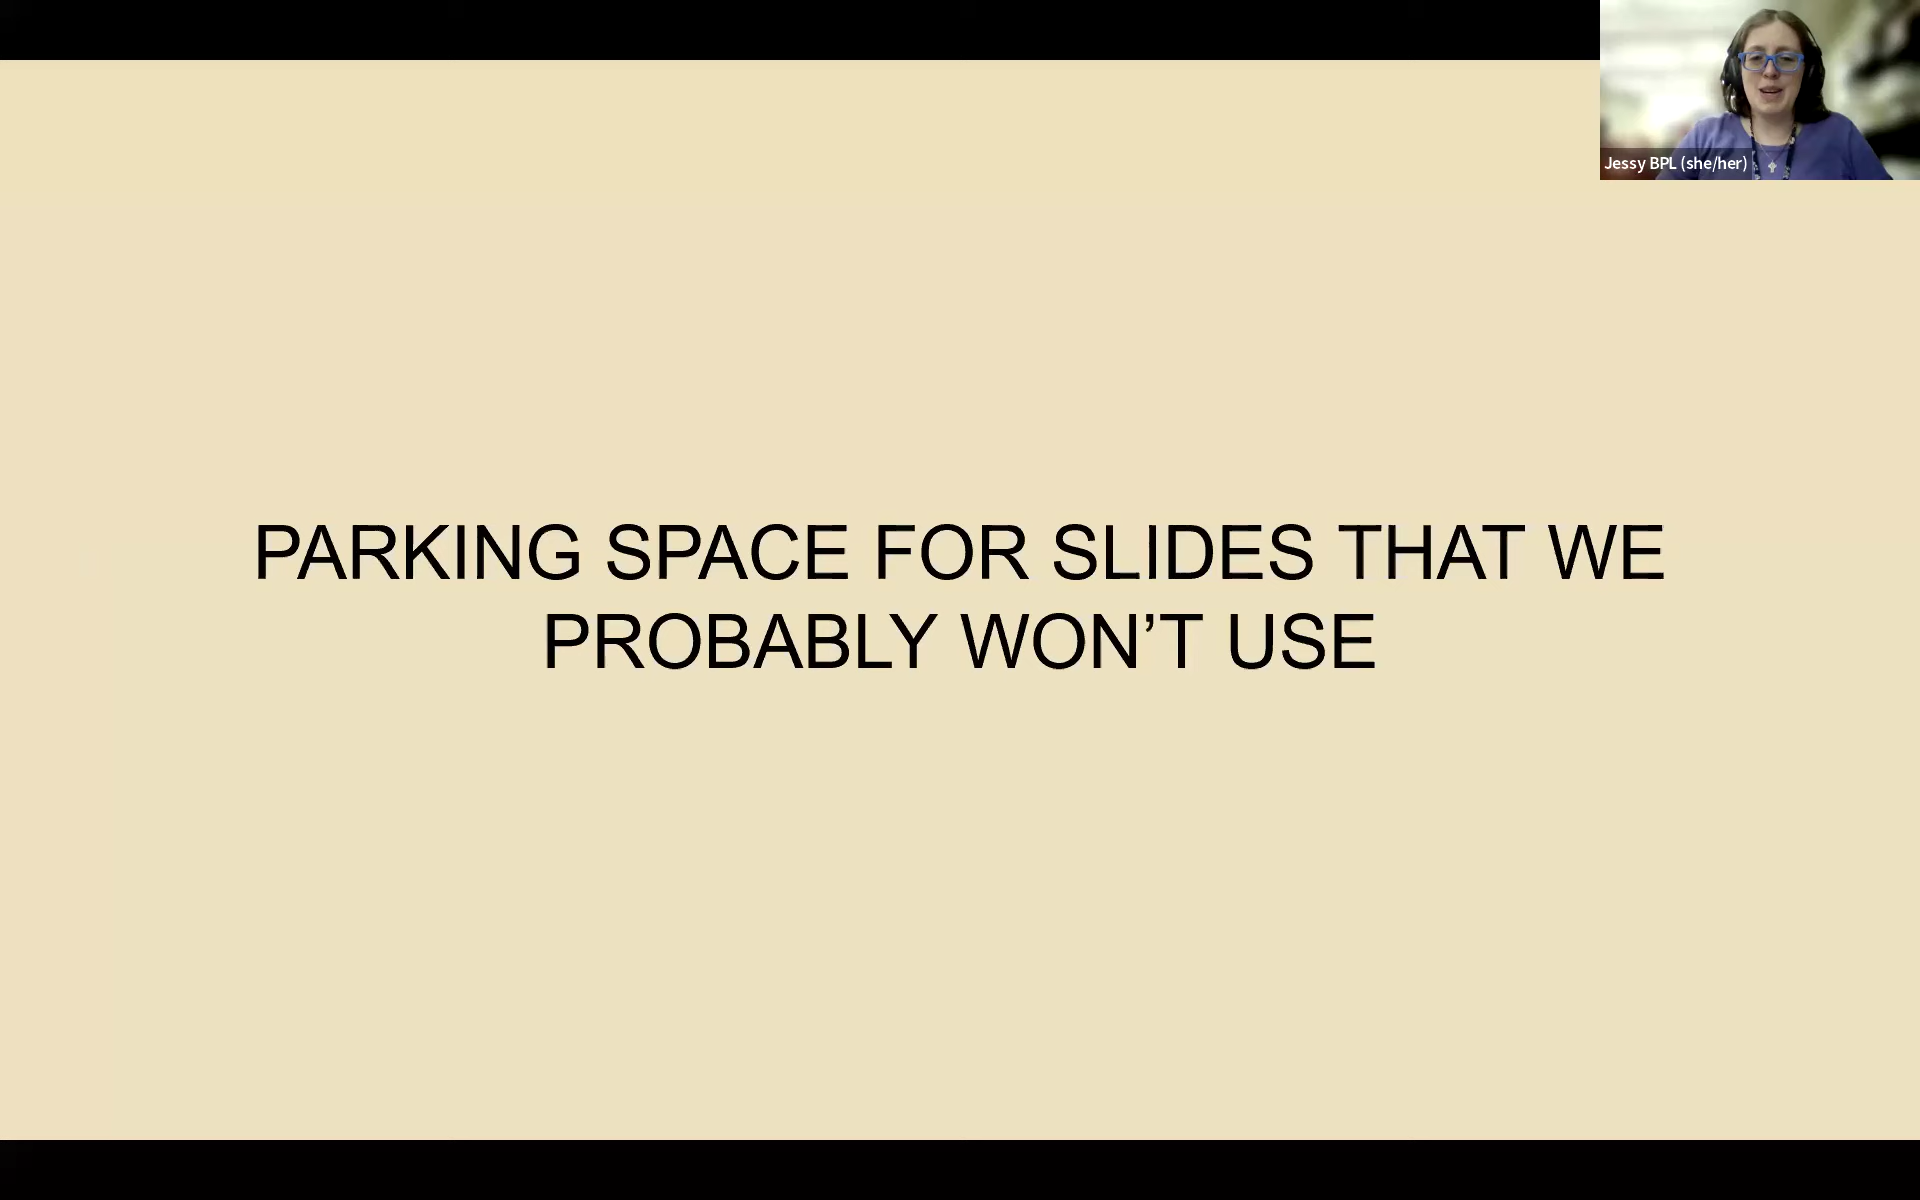 Jessy BPL (she/her)
PARKING SPACE FOR SLIDES THAT WE
PROBABLY WON’T USE